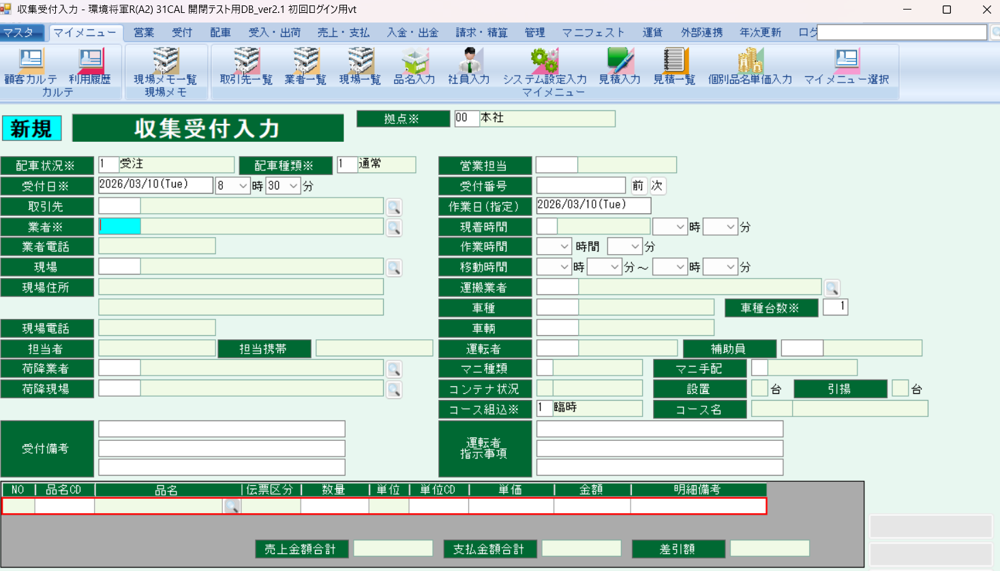 収集受付入力 - 環境将軍R(A2) 31CAL 開閉テスト用DB_ver2.1 初回ログイン用vt
マスタ マイメニュー 営業 受付 配車 受入・出荷 売上・支払 入金・出金 請求・精算 管理 マニフェスト 運賃 外部連携 年次更新 ログ
顧客カルテ 利用履歴 現場メモ一覧 取引先一覧 業者一覧 現場一覧 品名入力 社員入力 システム設定入力 見積入力 見積一覧 個別品名単価入力 マイメニュー選択
カルテ 現場メモ マイメニュー
新規 収集受付入力 拠点※ 00 本社
配車状況※ 1 受注 配車種類※ 1 通常 営業担当
受付日※ 2026/03/10(Tue) 8 時 30 分 受付番号 前 次
取引先 作業日(指定) 2026/03/10(Tue)
業者※ 現着時間 時 分
業者電話 作業時間 時間 分
現場 移動時間 時 分 ～ 時 分
現場住所 運搬業者
車種 車種台数※ 1
現場電話 車輌
担当者 担当携帯 運転者 補助員
荷降業者 マニ種類 マニ手配
荷降現場 コンテナ状況 設置 台 引揚 台
コース組込※ 1 臨時 コース名
受付備考 運転者
指示事項
NO 品名CD 品名 伝票区分 数量 単位 単位CD 単価 金額 明細備考
売上金額合計 支払金額合計 差引額